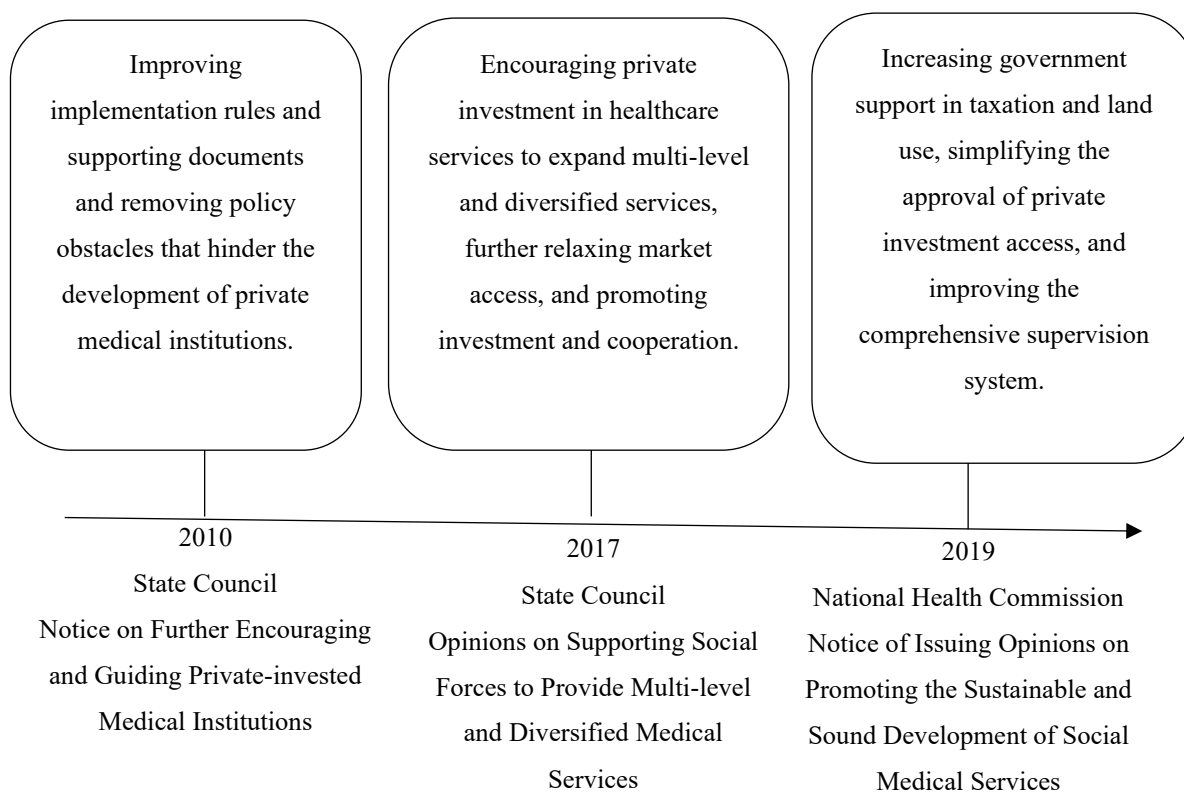 Improving
implementation rules and
supporting documents
and removing policy
obstacles that hinder the
development of private
medical institutions.
Encouraging private
investment in healthcare
services to expand multi-level
and diversified services,
further relaxing market
access, and promoting
investment and cooperation.
Increasing government
support in taxation and land
use, simplifying the
approval of private
investment access, and
improving the
comprehensive supervision
system.
2010
State Council
Notice on Further Encouraging
and Guiding Private-invested
Medical Institutions
2017
State Council
Opinions on Supporting Social
Forces to Provide Multi-level
and Diversified Medical
Services
2019
National Health Commission
Notice of Issuing Opinions on
Promoting the Sustainable and
Sound Development of Social
Medical Services